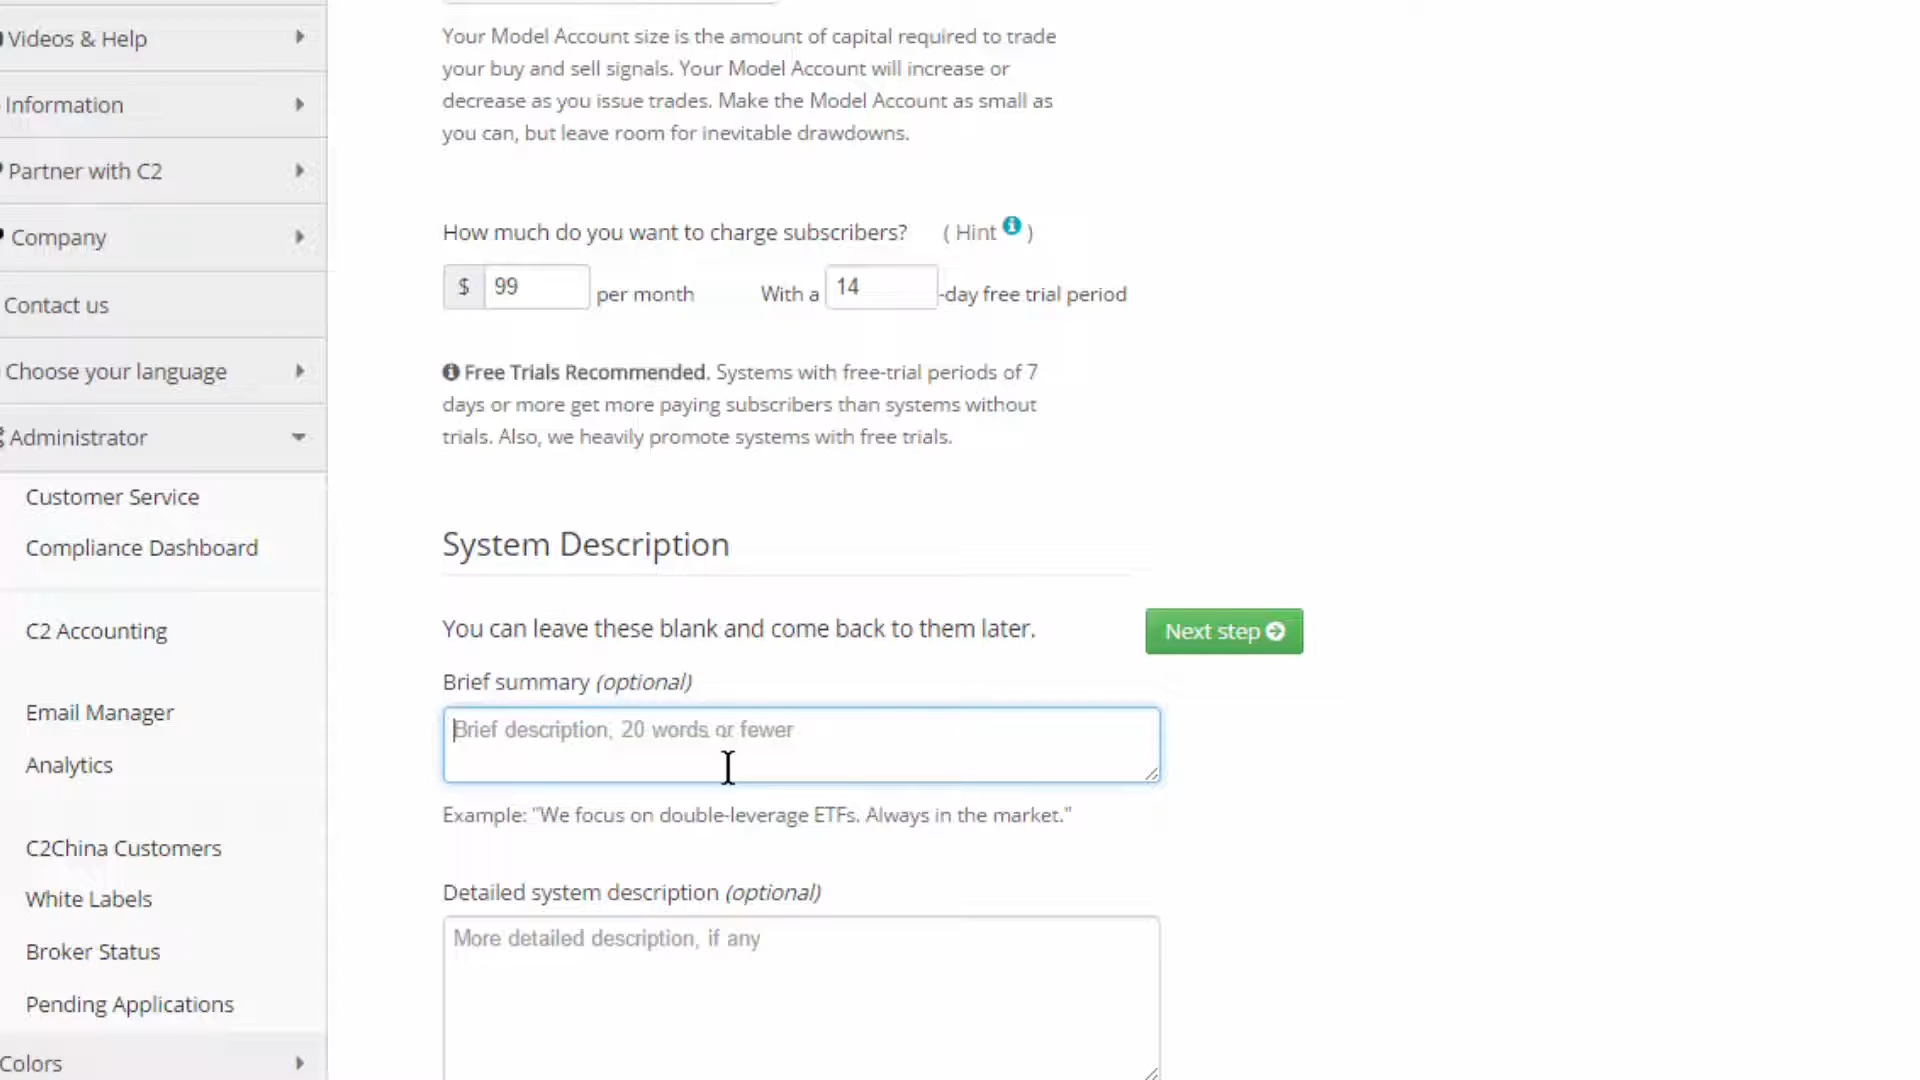 Videos & Help
Information
Partner with C2
Company
Contact us
Choose your language
Administrator
Customer Service
Compliance Dashboard
C2 Accounting
Email Manager
Analytics
C2China Customers
White Labels
Broker Status
Pending Applications
Colors
Your Model Account size is the amount of capital required to trade
your buy and sell signals. Your Model Account will increase or
decrease as you issue trades. Make the Model Account as small as
you can, but leave room for inevitable drawdowns.
How much do you want to charge subscribers? ( Hint )
$ 99 per month With a 14 -day free trial period
Free Trials Recommended. Systems with free-trial periods of 7
days or more get more paying subscribers than systems without
trials. Also, we heavily promote systems with free trials.
System Description
You can leave these blank and come back to them later.
Next step
Brief summary (optional)
Brief description, 20 words or fewer
Example: "We focus on double-leverage ETFs. Always in the market."
Detailed system description (optional)
More detailed description, if any